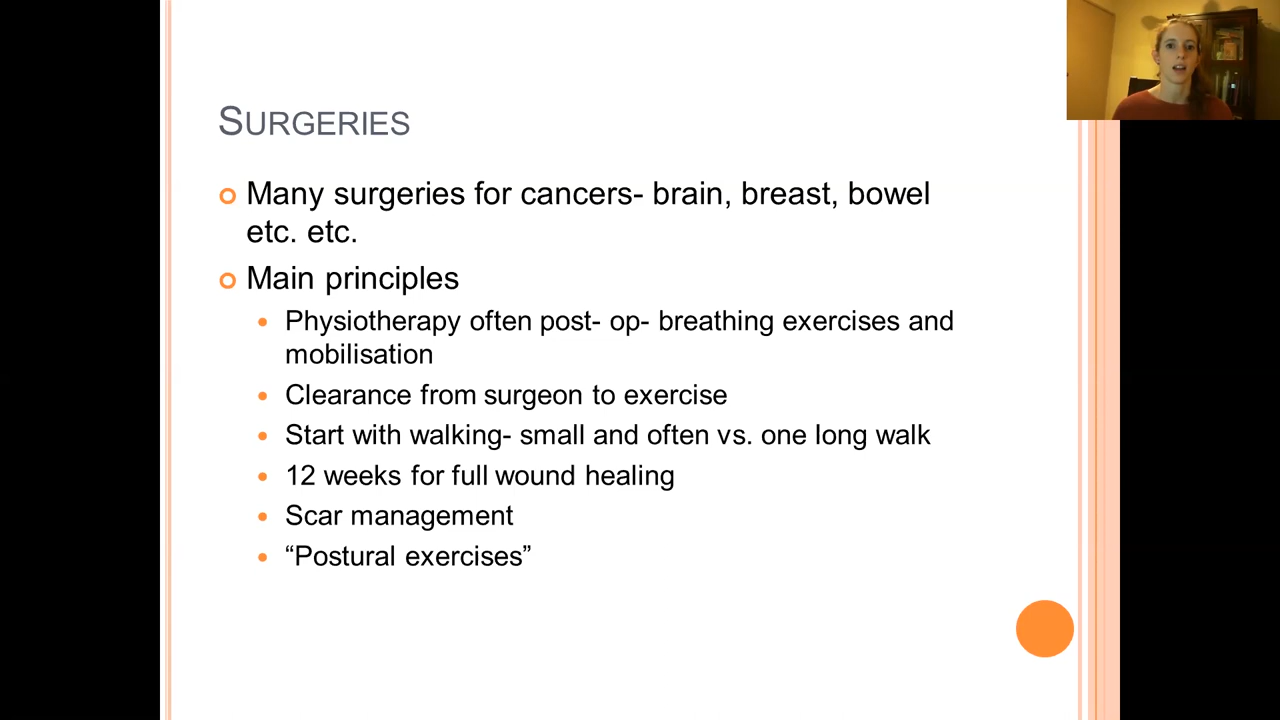 SURGERIES
Many surgeries for cancers- brain, breast, bowel
etc. etc.
Main principles
Physiotherapy often post- op- breathing exercises and
mobilisation
Clearance from surgeon to exercise
Start with walking- small and often vs. one long walk
12 weeks for full wound healing
Scar management
“Postural exercises”